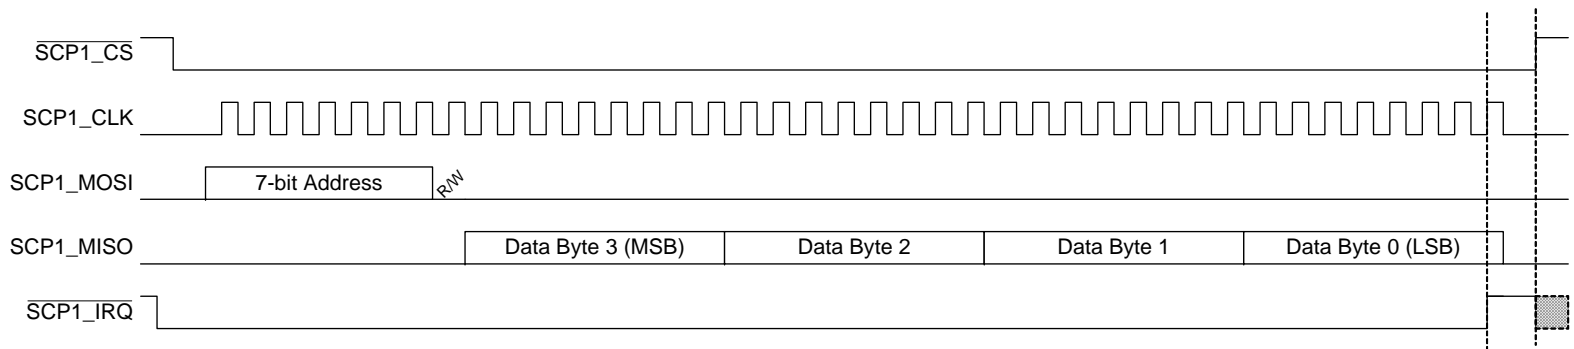 SCP1_CS
SCP1_CLK
SCP1_MOSI 7-bit Address R/W
SCP1_MISO Data Byte 3 (MSB) Data Byte 2 Data Byte 1 Data Byte 0 (LSB)
SCP1_IRQ